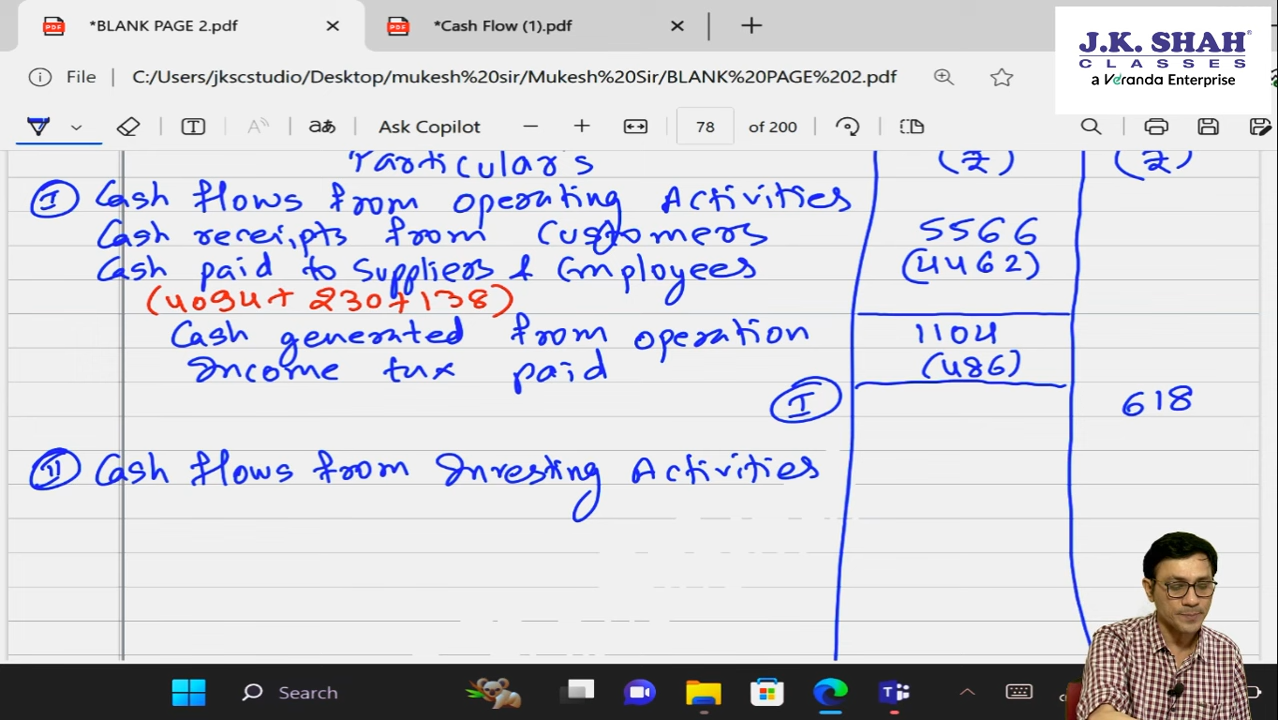 *BLANK PAGE 2.pdf
*Cash Flow (1).pdf
J.K. SHAH
CLASSES
a Veranda Enterprise
File C:/Users/jkscstudio/Desktop/mukesh%20sir/Mukesh%20Sir/BLANK%20PAGE%202.pdf
Ask Copilot 78 of 200
Particular's (₹) (₹)
I Cash flows from operating Activities
Cash receipts from Customers 5566
Cash paid to Suppliers & Employees (4462)
(4094+ 230+138)
Cash generated from operation 1104
Income tax paid (486)
I 618
II Cash flows from Investing Activities
Search